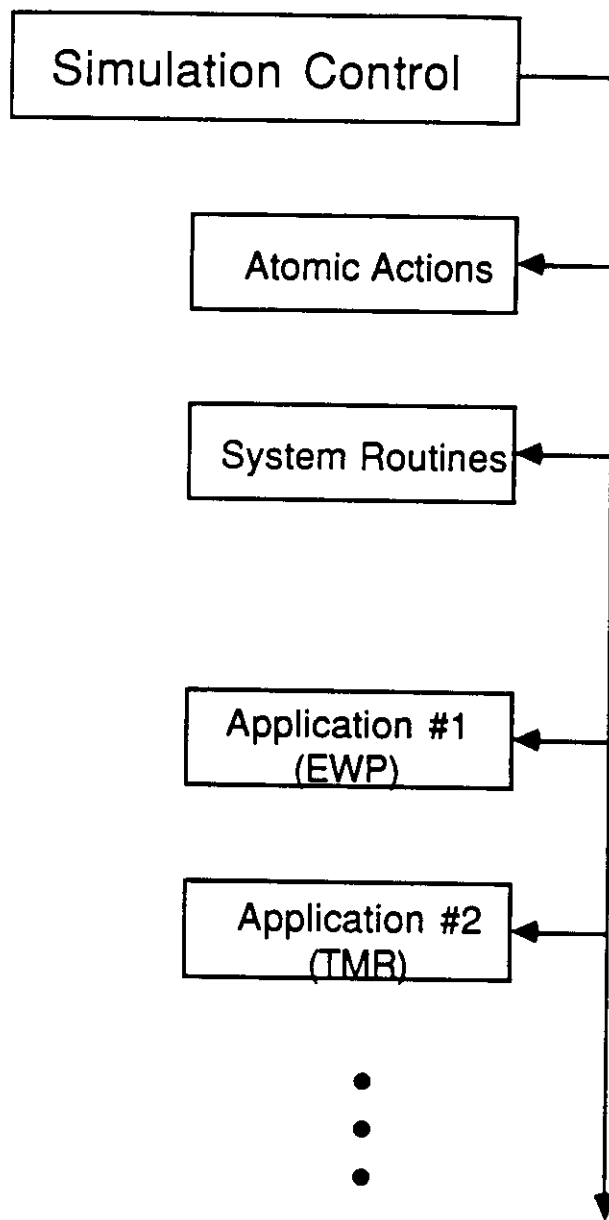 Simulation Control
Atomic Actions
System Routines
Application #1
(EWP)
Application #2
(TMR)